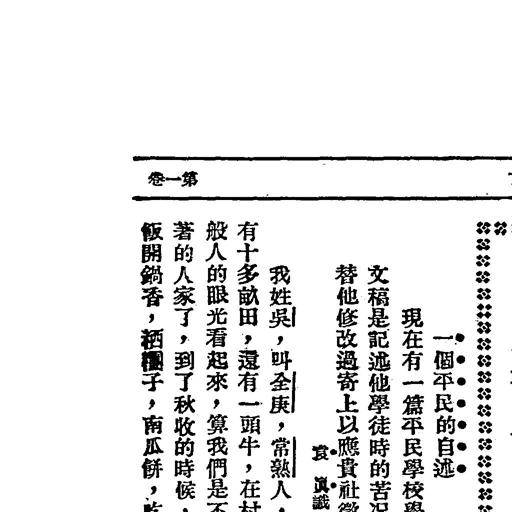 第一卷
一個平民的自述
現在有一篇平民學校學
文稿是記述他學徒時的苦况
替他修改過寄上以應貴社徵
袁 眞 識
我姓吳,叫全庚,常熟人,
有十多畝田,還有一頭牛,在村
般人的眼光看起來,算我們是不
著的人家了,到了秋收的時候,
飯開鍋香,栖糰子,南瓜餅,